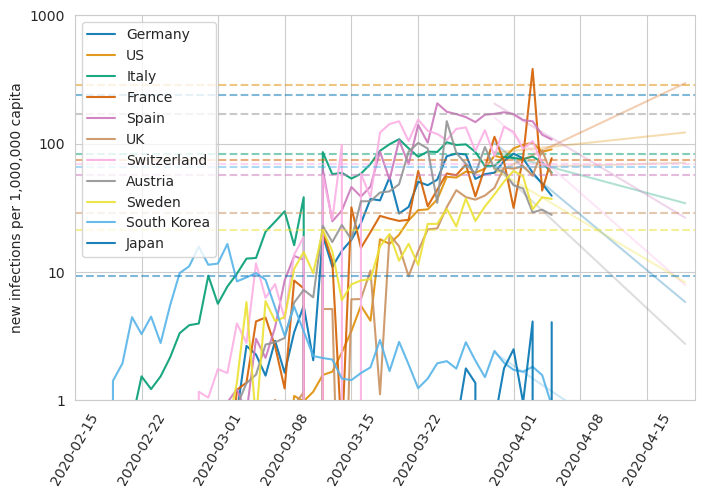 1000
100
10
1
new infections per 1,000,000 capita
Germany
US
Italy
France
Spain
UK
Switzerland
Austria
Sweden
South Korea
Japan
2020-02-15
2020-02-22
2020-03-01
2020-03-08
2020-03-15
2020-03-22
2020-04-01
2020-04-08
2020-04-15